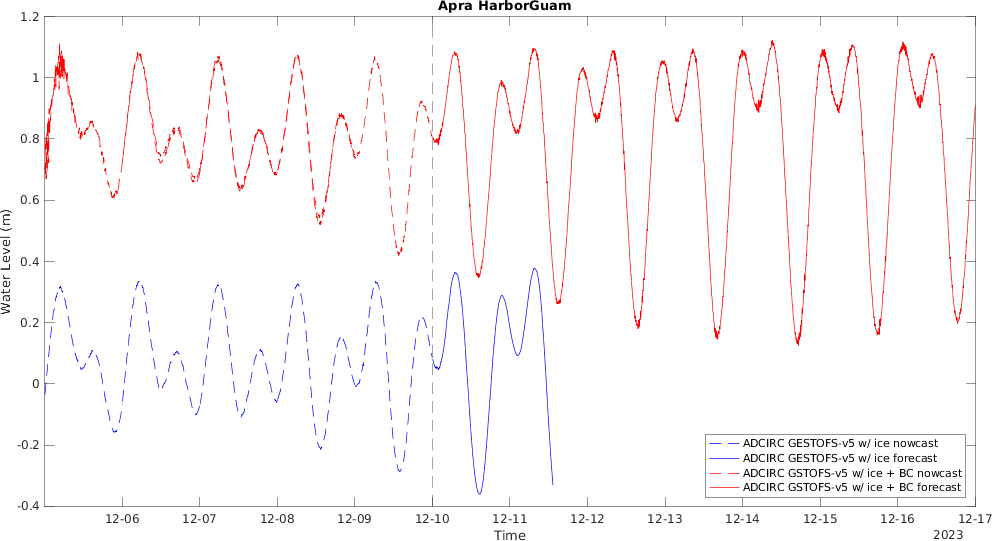 Apra HarborGuam
1.2
1
0.8
0.6
0.4
0.2
0
-0.2
-0.4
Water Level (m)
ADCIRC GESTOFS-v5 w/ ice nowcast
ADCIRC GESTOFS-v5 w/ ice forecast
ADCIRC GSTOFS-v5 w/ ice + BC nowcast
ADCIRC GSTOFS-v5 w/ ice + BC forecast
12-06 12-07 12-08 12-09 12-10 12-11 12-12 12-13 12-14 12-15 12-16 12-17
Time
2023